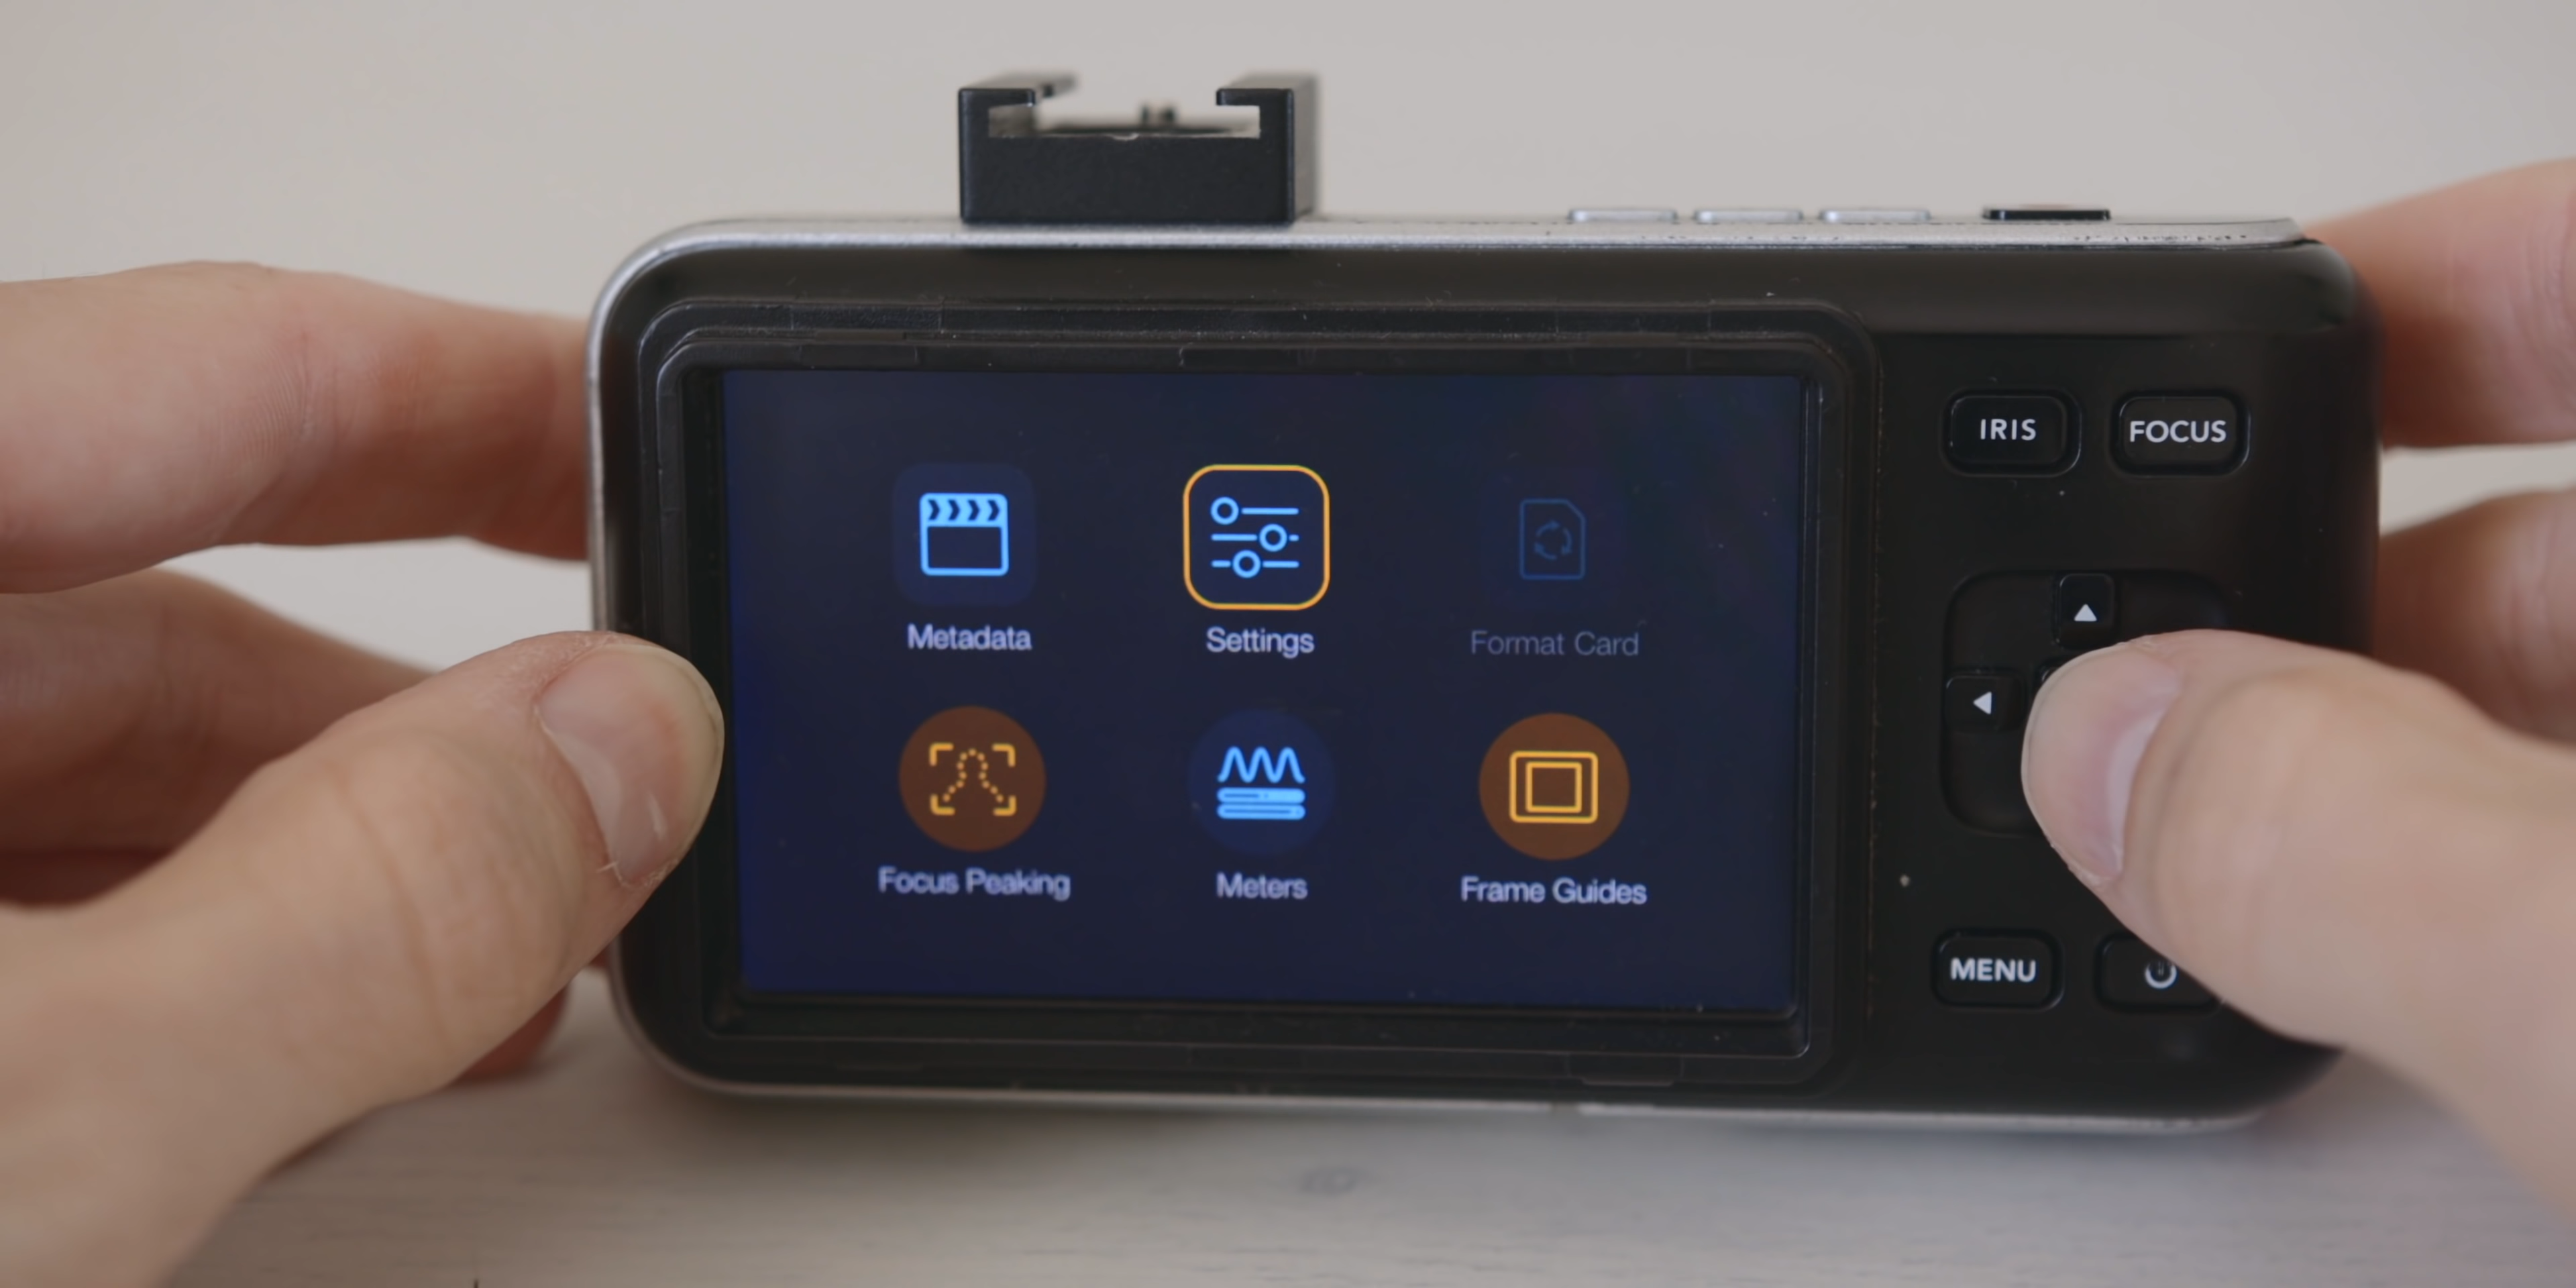 IRIS
FOCUS
Metadata
Settings
Format Card
Focus Peaking
Meters
Frame Guides
MENU